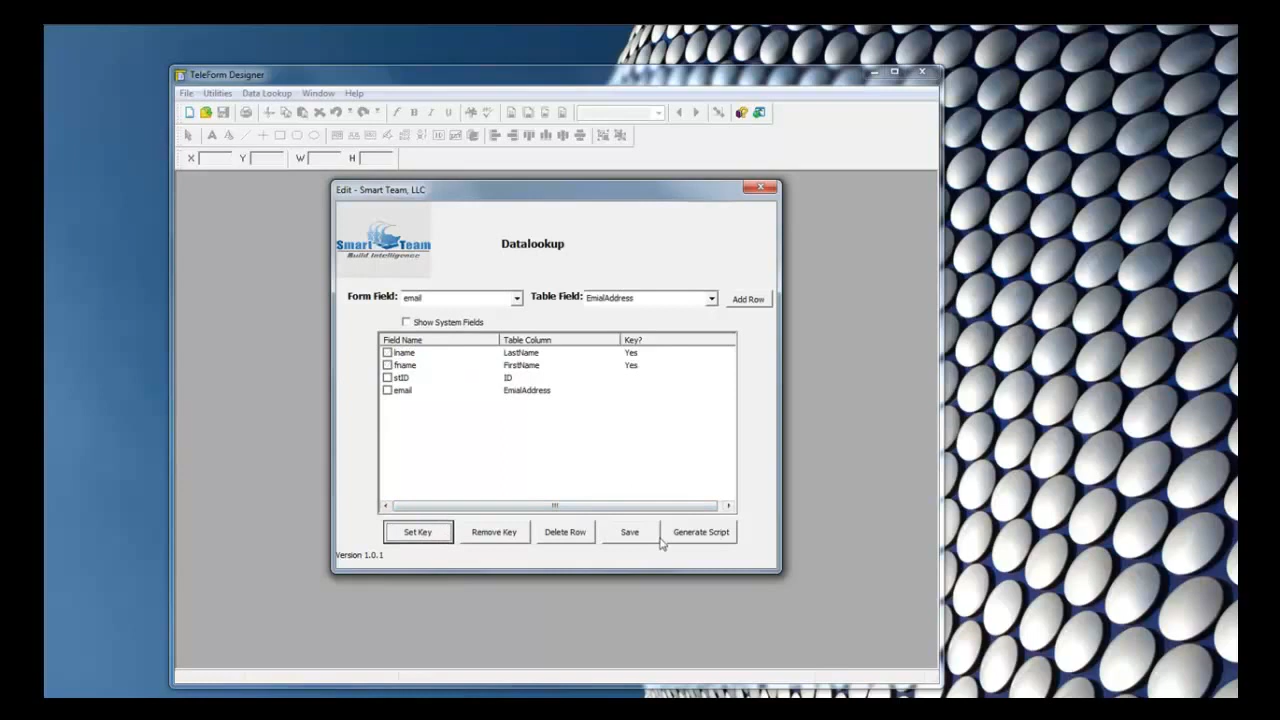 TeleForm Designer
File Utilities Data Lookup Window Help
X Y W H
Edit - Smart Team, LLC
Smart Team
Build Intelligence
Datalookup
Form Field: email Table Field: EmialAddress Add Row
Show System Fields
Field Name Table Column Key?
lname LastName Yes
fname FirstName Yes
stID ID
email EmialAddress
Set Key Remove Key Delete Row Save Generate Script
Version 1.0.1